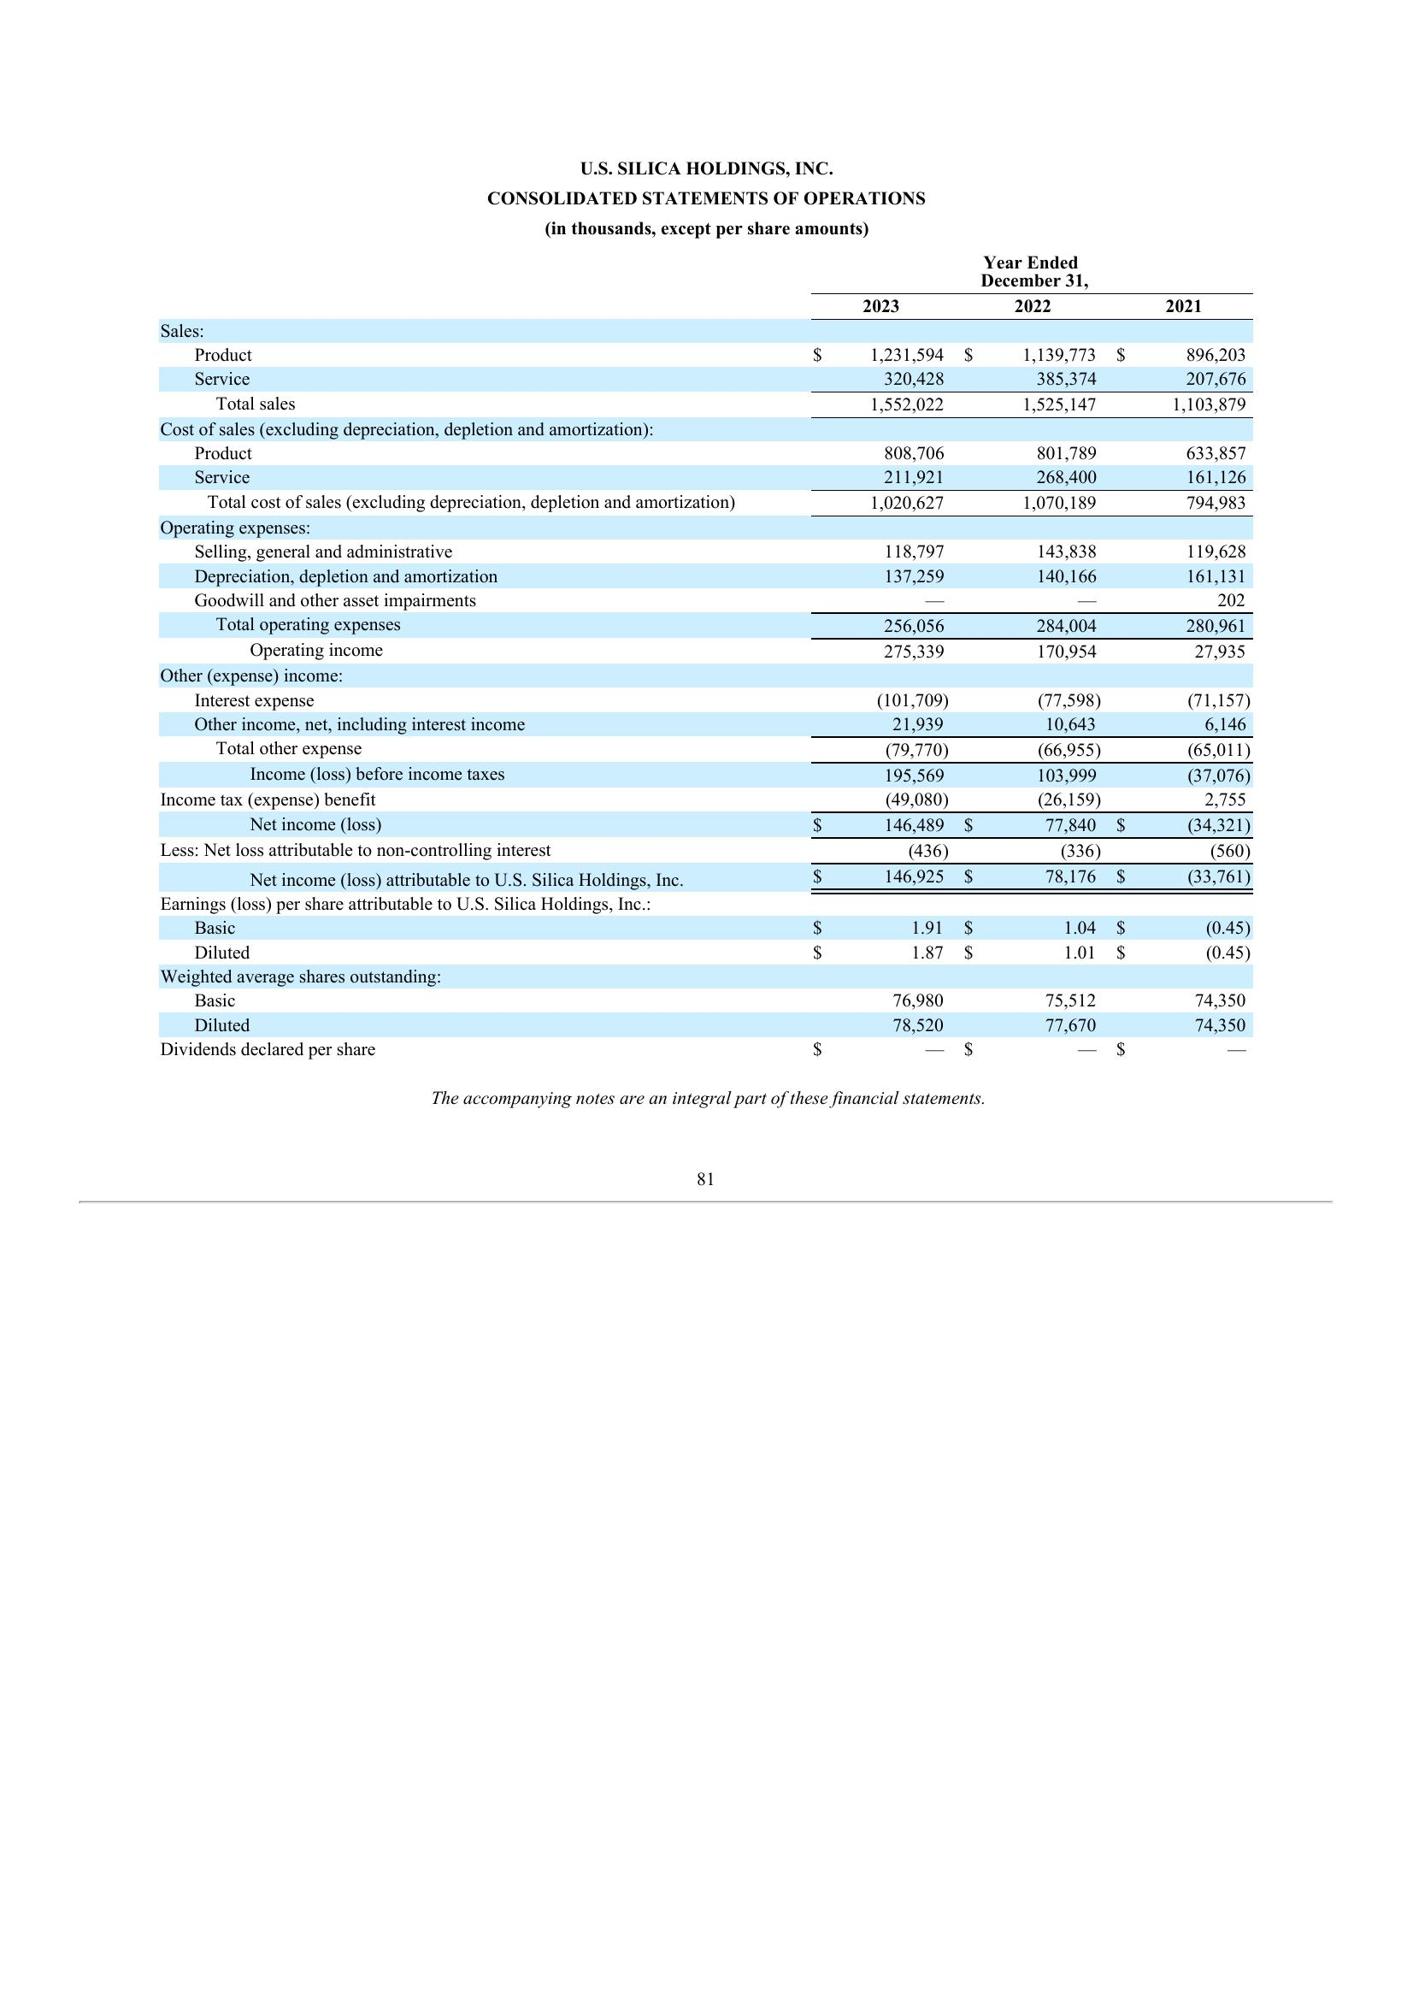 U.S. SILICA HOLDINGS, INC.
CONSOLIDATED STATEMENTS OF OPERATIONS
(in thousands, except per share amounts)
Year Ended
December 31,
2023 2022 2021
Sales:
Product $ 1,231,594 $ 1,139,773 $ 896,203
Service 320,428 385,374 207,676
Total sales 1,552,022 1,525,147 1,103,879
Cost of sales (excluding depreciation, depletion and amortization):
Product 808,706 801,789 633,857
Service 211,921 268,400 161,126
Total cost of sales (excluding depreciation, depletion and amortization) 1,020,627 1,070,189 794,983
Operating expenses:
Selling, general and administrative 118,797 143,838 119,628
Depreciation, depletion and amortization 137,259 140,166 161,131
Goodwill and other asset impairments — — 202
Total operating expenses 256,056 284,004 280,961
Operating income 275,339 170,954 27,935
Other (expense) income:
Interest expense (101,709) (77,598) (71,157)
Other income, net, including interest income 21,939 10,643 6,146
Total other expense (79,770) (66,955) (65,011)
Income (loss) before income taxes 195,569 103,999 (37,076)
Income tax (expense) benefit (49,080) (26,159) 2,755
Net income (loss) $ 146,489 $ 77,840 $ (34,321)
Less: Net loss attributable to non-controlling interest (436) (336) (560)
Net income (loss) attributable to U.S. Silica Holdings, Inc. $ 146,925 $ 78,176 $ (33,761)
Earnings (loss) per share attributable to U.S. Silica Holdings, Inc.:
Basic $ 1.91 $ 1.04 $ (0.45)
Diluted $ 1.87 $ 1.01 $ (0.45)
Weighted average shares outstanding:
Basic 76,980 75,512 74,350
Diluted 78,520 77,670 74,350
Dividends declared per share $ — $ — $ —
The accompanying notes are an integral part of these financial statements.
81